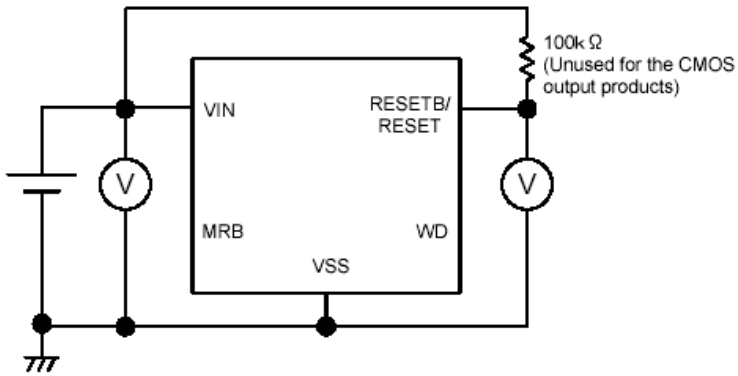 100k Ω
(Unused for the CMOS
output products)
VIN
RESETB/
RESET
V
V
MRB
WD
VSS